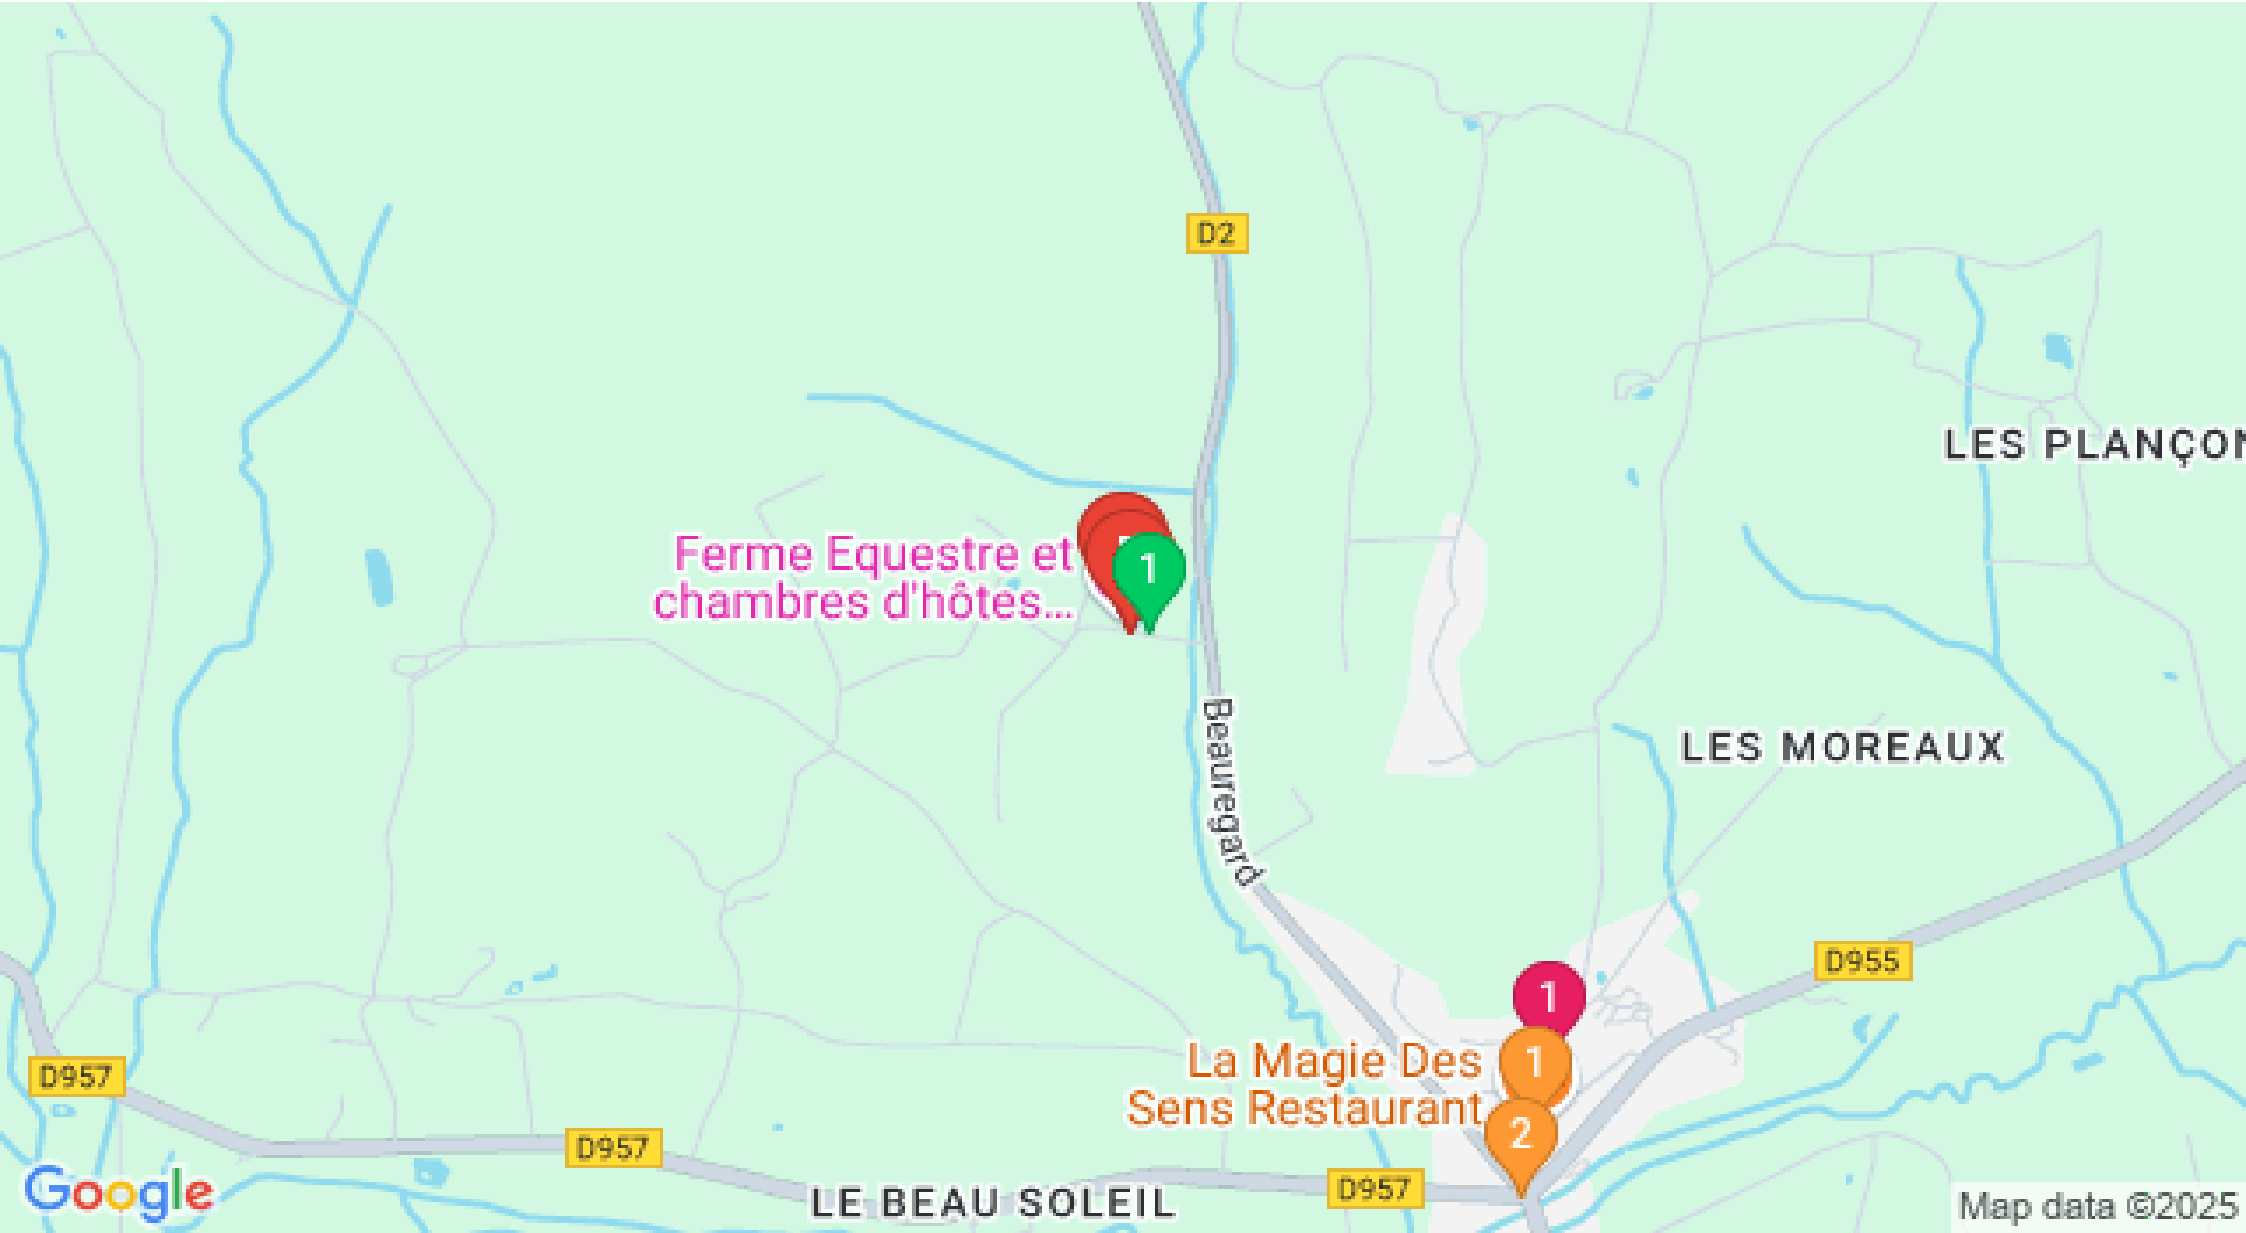 D2
LES PLANÇON
Ferme Equestre et
chambres d'hôtes...
1
Beauregard
LES MOREAUX
D955
1
D957
La Magie Des
Sens Restaurant
1
2
D957
D957
LE BEAU SOLEIL
Google
Map data ©2025